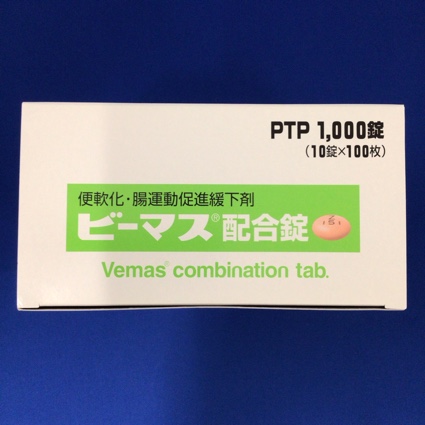 PTP 1,000錠
(10錠×100枚)
便軟化・腸運動促進緩下剤
ビーマス®配合錠
Vemas® combination tab.